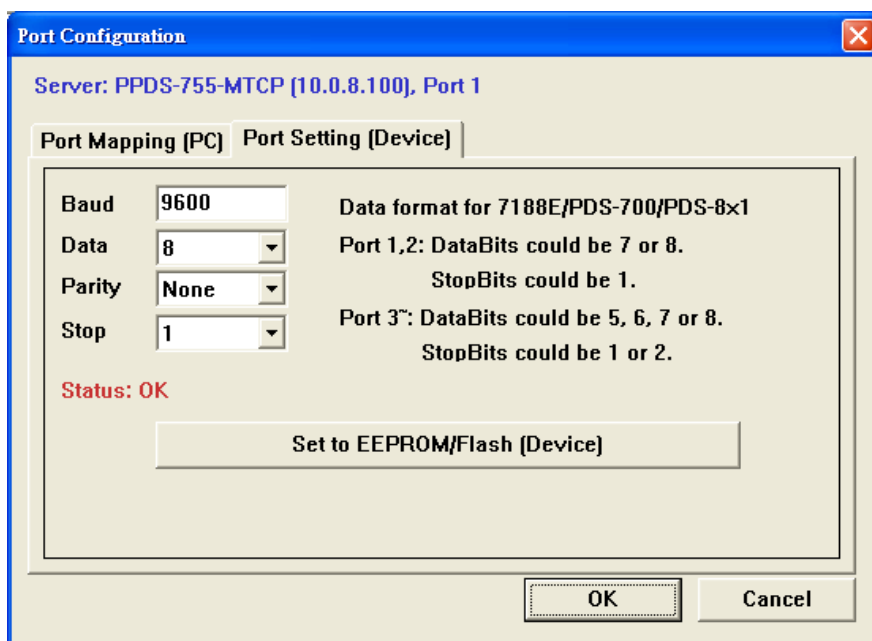 Port Configuration
Server: PPDS-755-MTCP (10.0.8.100), Port 1
Port Mapping (PC)
Port Setting (Device)
Baud 9600
Data 8
Parity None
Stop 1
Data format for 7188E/PDS-700/PDS-8x1
Port 1,2: DataBits could be 7 or 8.
StopBits could be 1.
Port 3~: DataBits could be 5, 6, 7 or 8.
StopBits could be 1 or 2.
Status: OK
Set to EEPROM/Flash (Device)
OK
Cancel